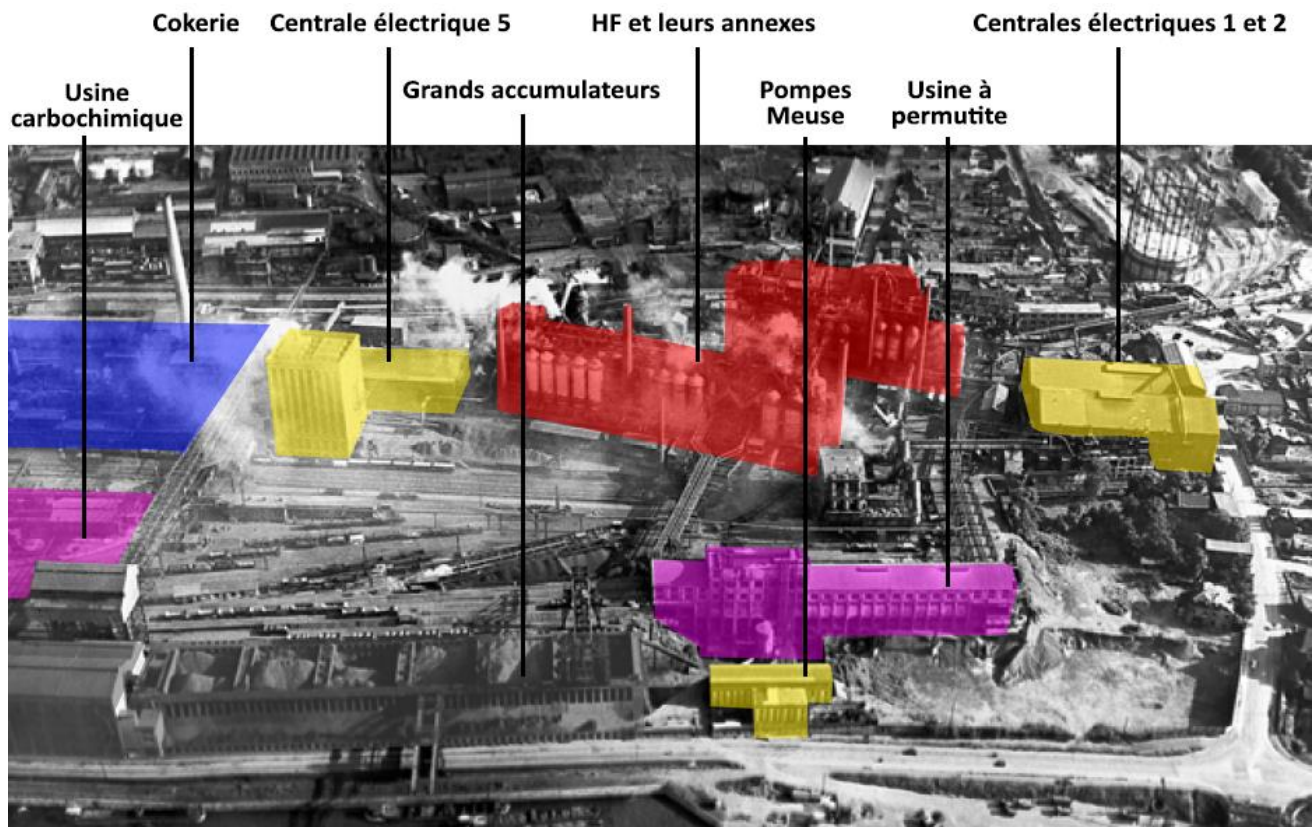 Cokerie
Centrale électrique 5
HF et leurs annexes
Centrales électriques 1 et 2
Usine
carbochimique
Grands accumulateurs
Pompes
Meuse
Usine à
permutite